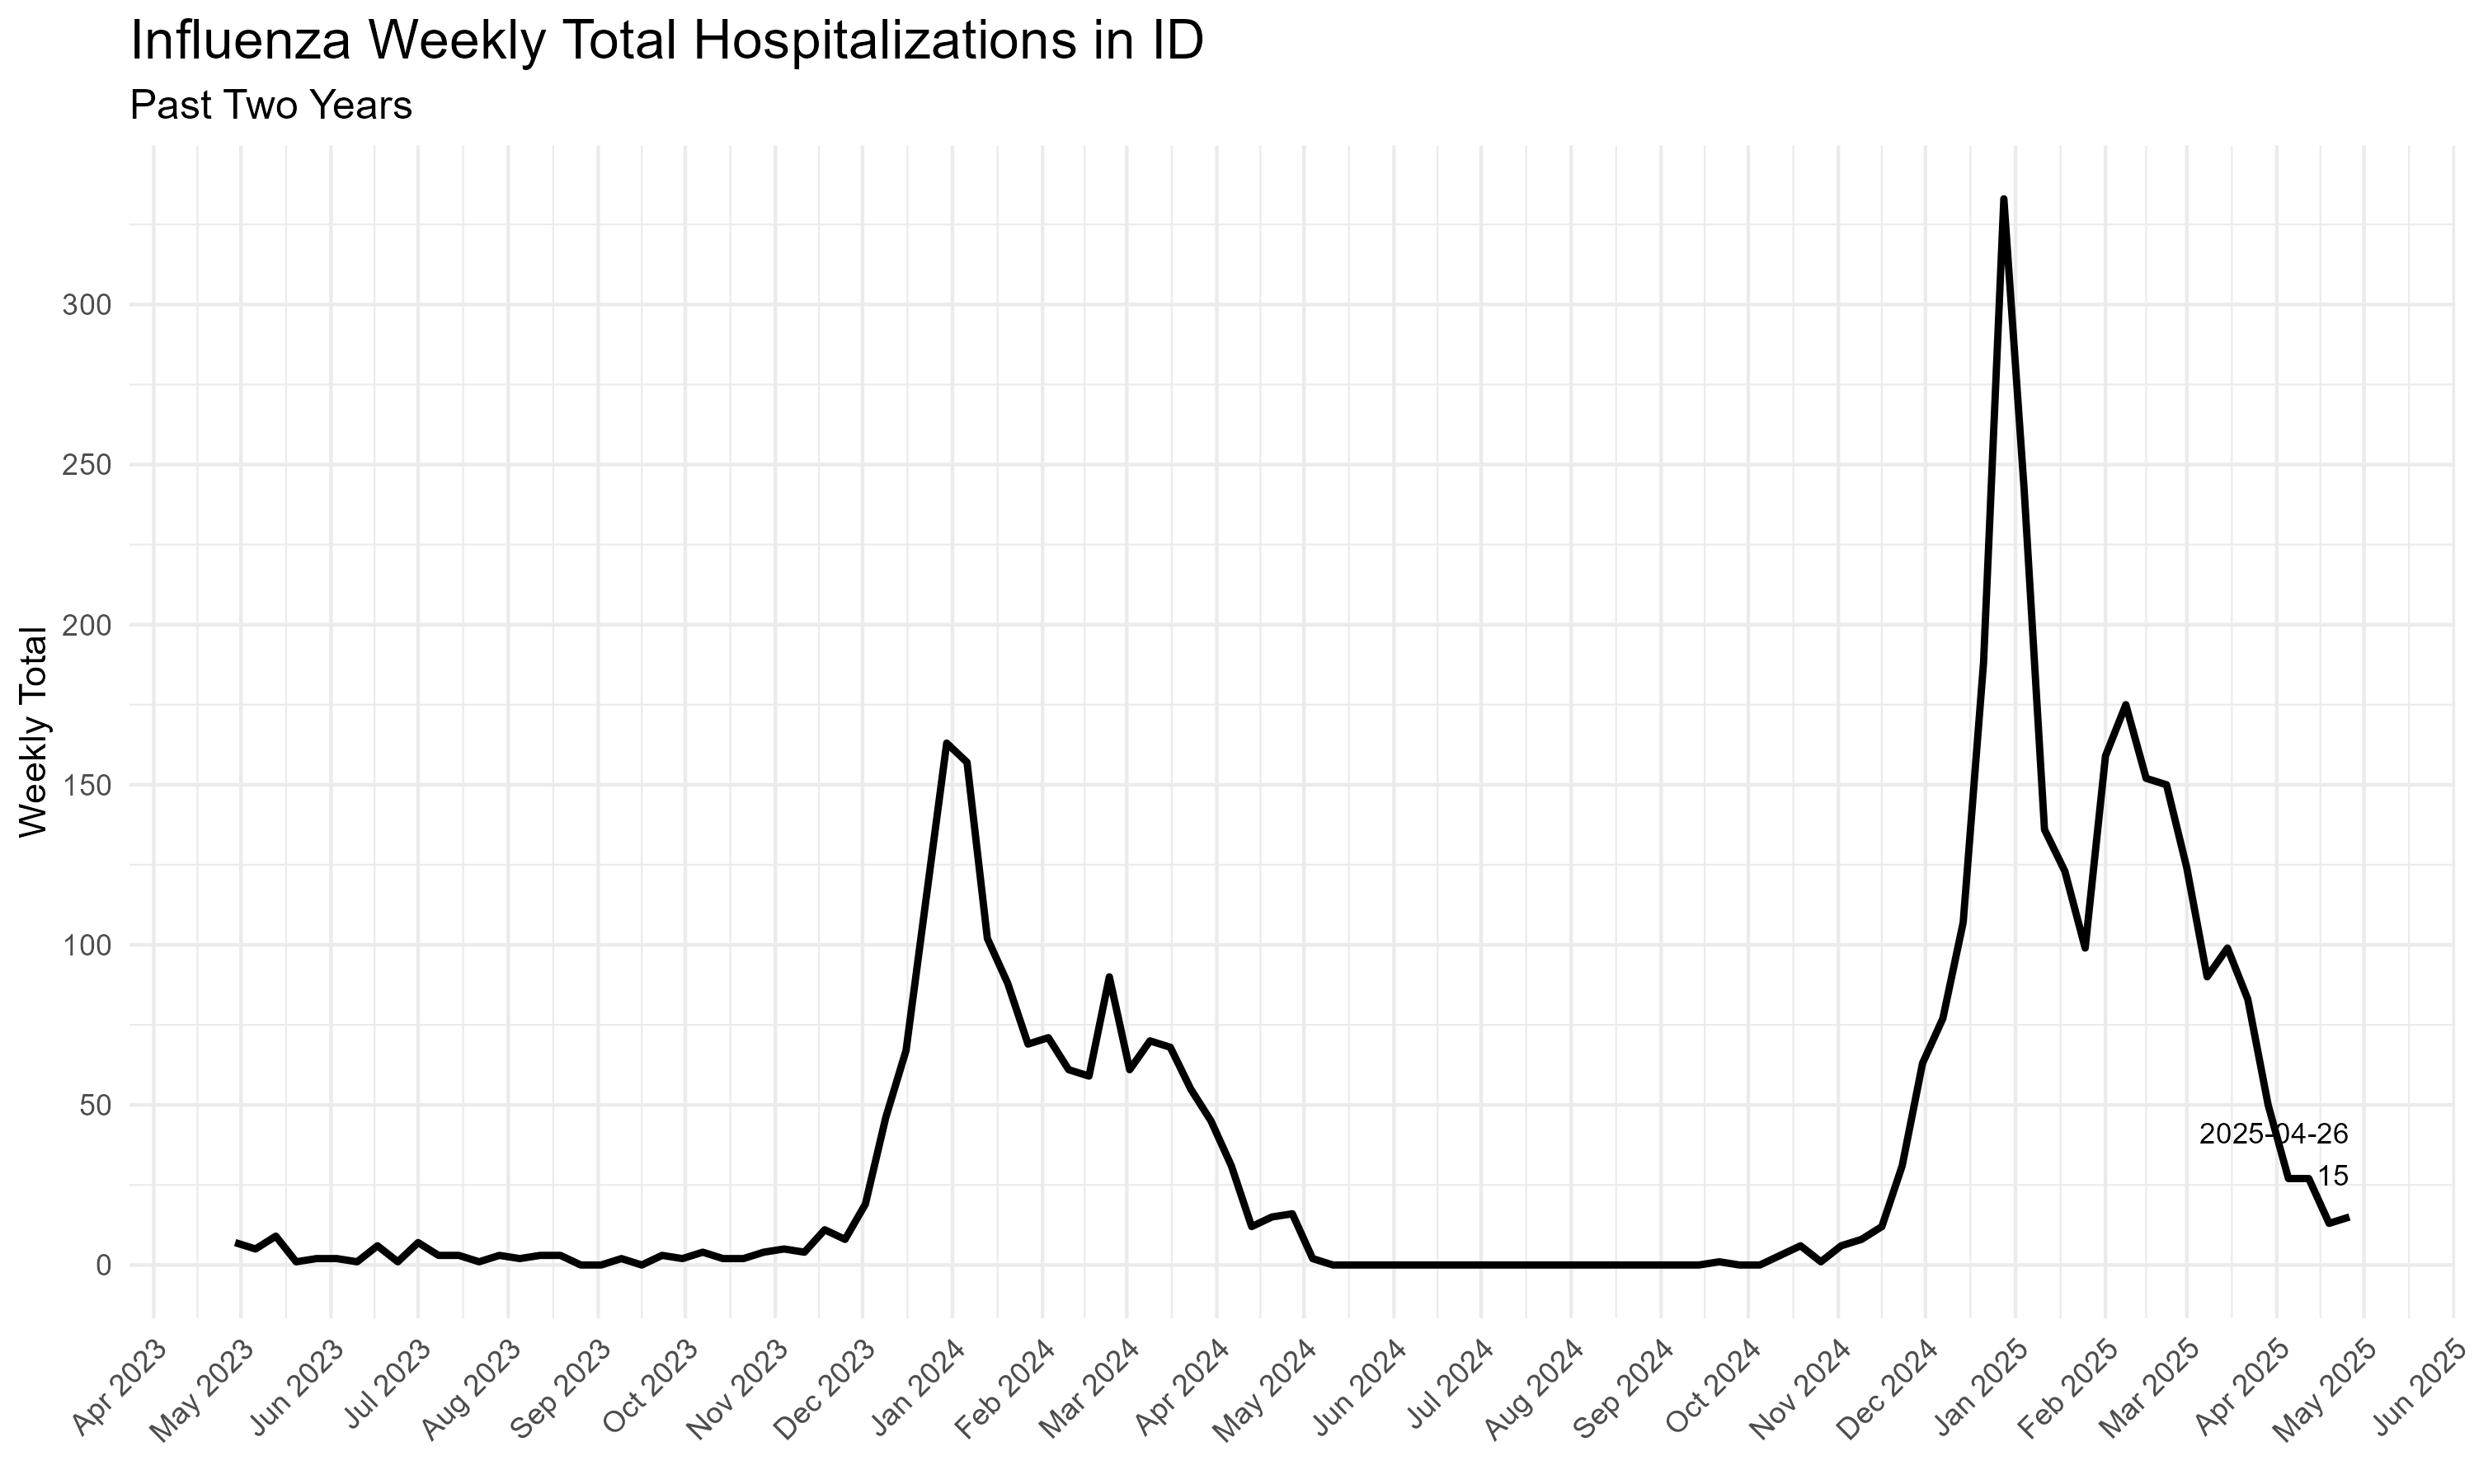 Influenza Weekly Total Hospitalizations in ID
Past Two Years
Weekly Total
300
250
200
150
100
50
0
2025-04-26
15
Apr 2023
May 2023
Jun 2023
Jul 2023
Aug 2023
Sep 2023
Oct 2023
Nov 2023
Dec 2023
Jan 2024
Feb 2024
Mar 2024
Apr 2024
May 2024
Jun 2024
Jul 2024
Aug 2024
Sep 2024
Oct 2024
Nov 2024
Dec 2024
Jan 2025
Feb 2025
Mar 2025
Apr 2025
May 2025
Jun 2025